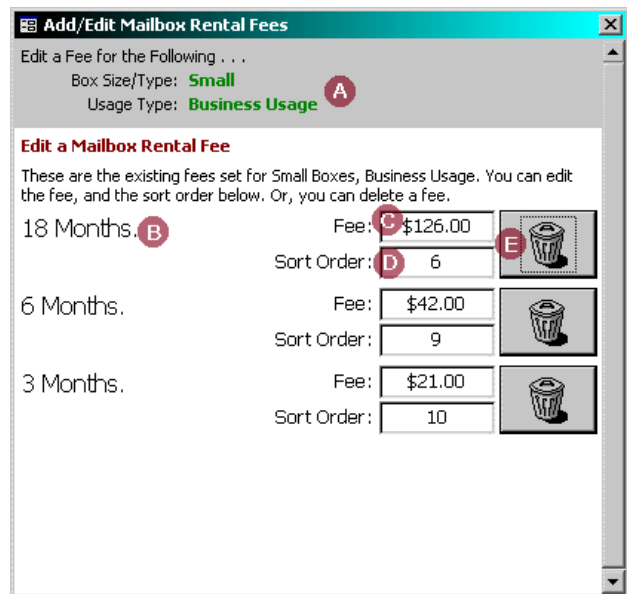 Add/Edit Mailbox Rental Fees
Edit a Fee for the Following . . .
Box Size/Type: Small
Usage Type: Business Usage
A
Edit a Mailbox Rental Fee
These are the existing fees set for Small Boxes, Business Usage. You can edit
the fee, and the sort order below. Or, you can delete a fee.
18 Months. B Fee: C $126.00 E
Sort Order: D 6
6 Months. Fee: $42.00
Sort Order: 9
3 Months. Fee: $21.00
Sort Order: 10